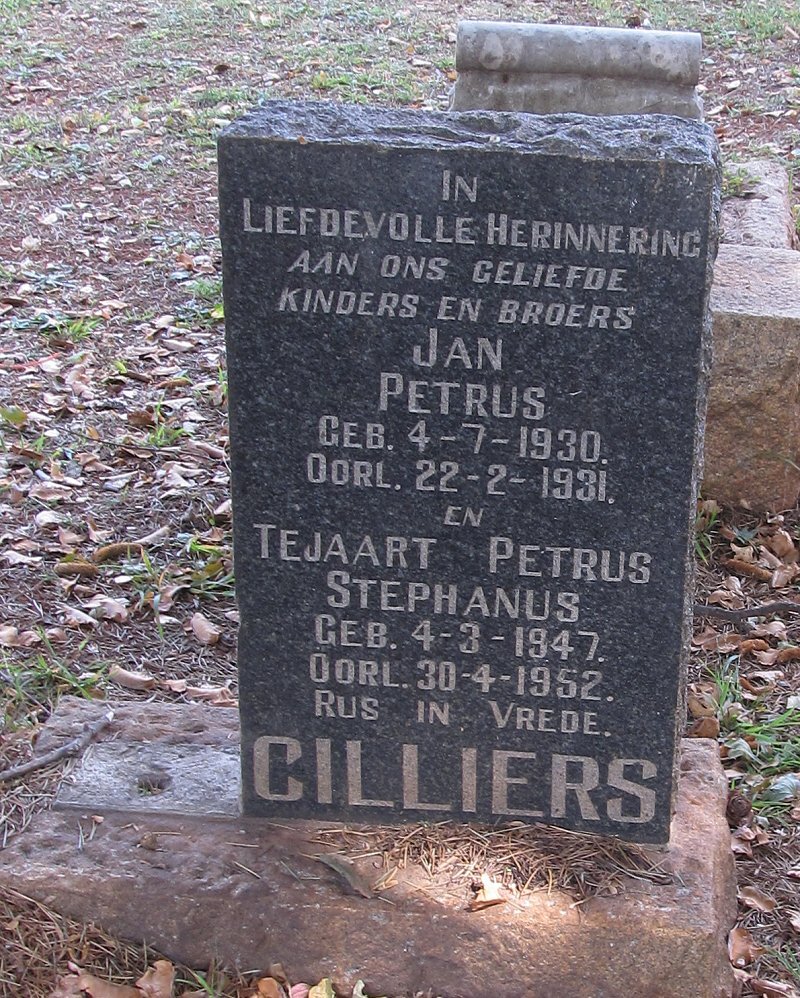 IN
LIEFDEVOLLE HERINNERING
AAN ONS GELIEFDE
KINDERS EN BROERS
JAN
PETRUS
GEB. 4-7-1930.
OORL. 22-2-1931.
EN
TEJAART PETRUS
STEPHANUS
GEB. 4-3-1947.
OORL. 30-4-1952.
RUS IN VREDE.
CILLIERS